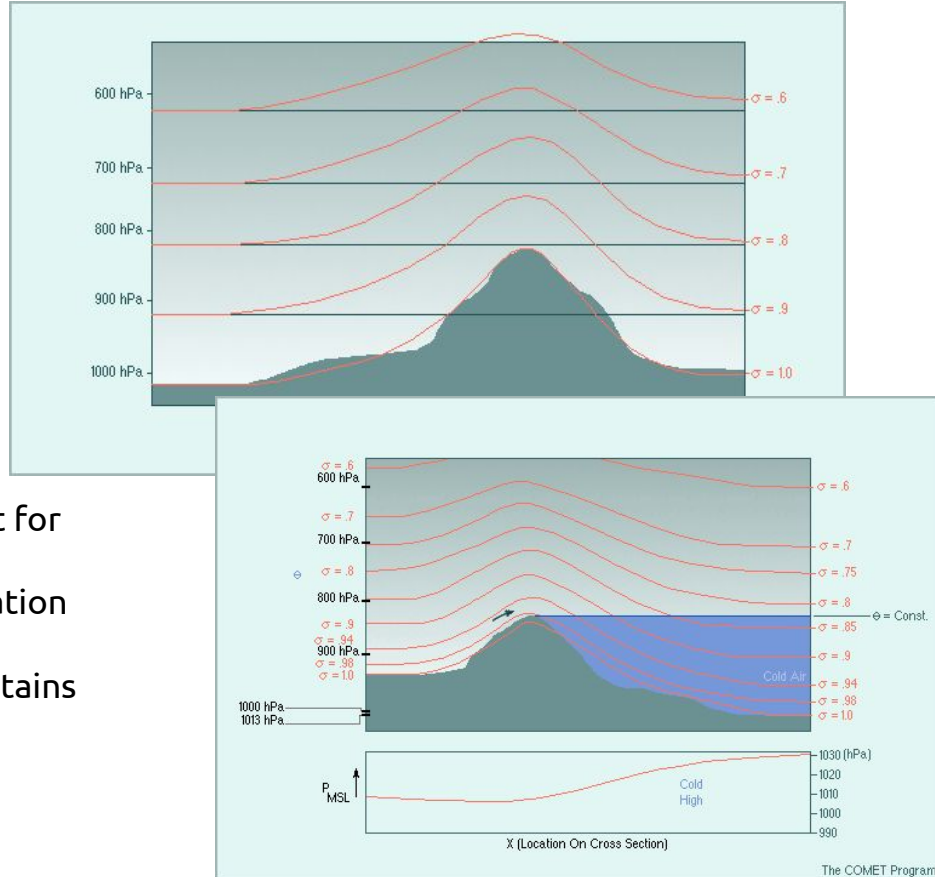 600 hPa
700 hPa
800 hPa
900 hPa
1000 hPa
σ = .6
σ = .7
σ = .8
σ = .9
σ = 1.0
t for
ation
tains
σ = .6
600 hPa
σ = .7
700 hPa
σ = .8
θ
800 hPa
σ = .9
σ = .94
900 hPa
σ = .98
σ = 1.0
1000 hPa
1013 hPa
σ = .6
σ = .7
σ = .75
σ = .8
θ = Const.
σ = .85
σ = .9
Cold Air
σ = .94
σ = .98
σ = 1.0
P MSL
Cold
High
1030 (hPa)
1020
1010
1000
990
X (Location On Cross Section)
The COMET Program